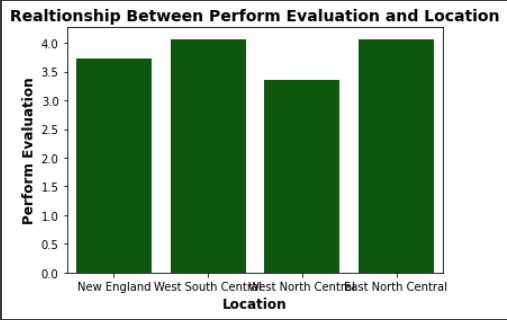 Realtionship Between Perform Evaluation and Location
4.0
3.5
3.0
2.5
2.0
1.5
1.0
0.5
0.0
Perform Evaluation
New England West South Central West North Central East North Central
Location